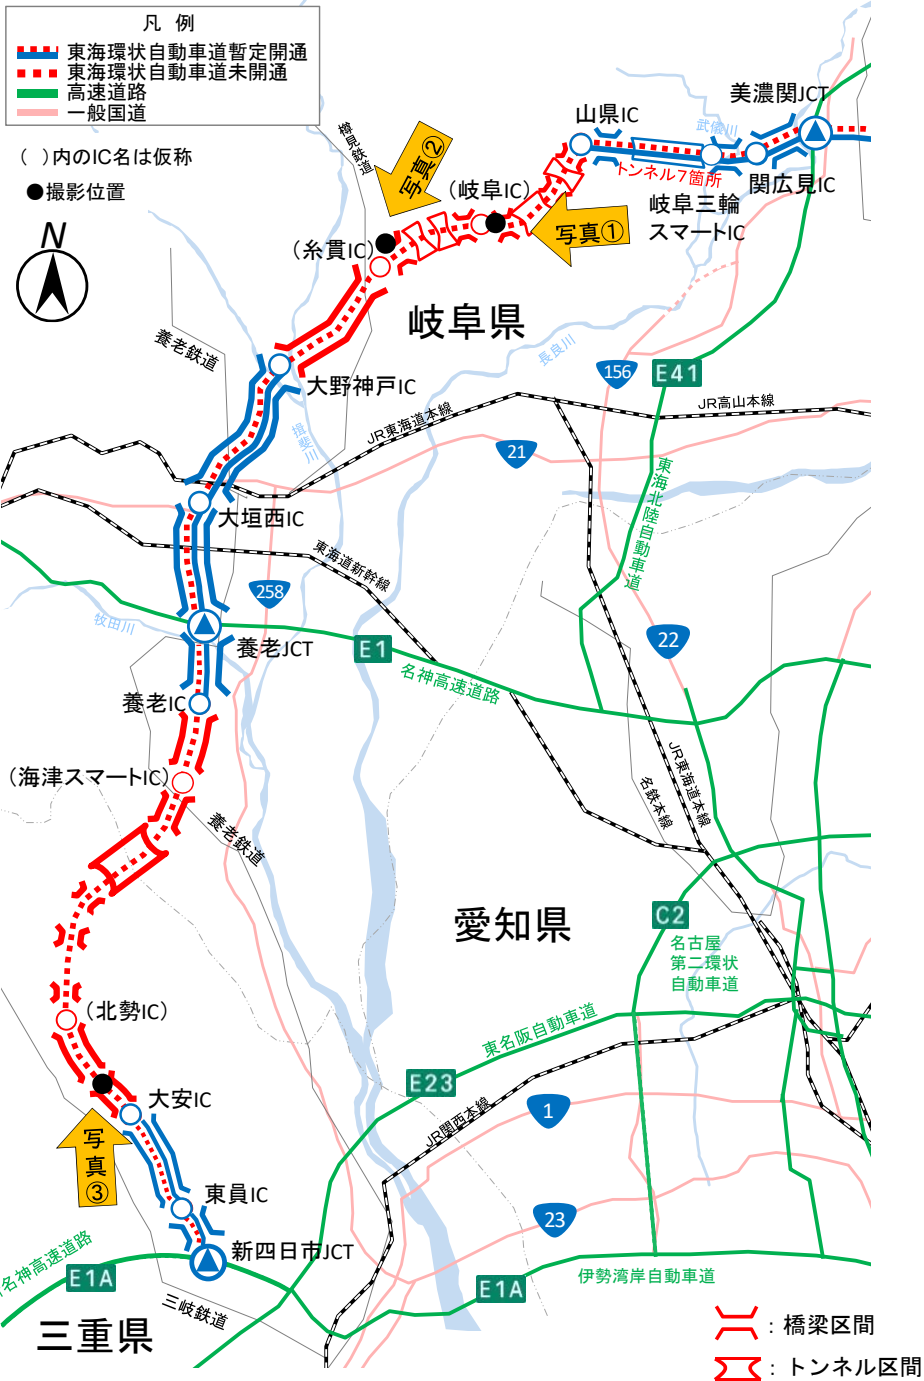 凡 例
東海環状自動車道暫定開通
東海環状自動車道未開通
高速道路
一般国道
( )内のIC名は仮称
●撮影位置
N
樽見鉄道
写真②
山県IC
美濃関JCT
武儀川
(岐阜IC)
トンネル7箇所
関広見IC
岐阜三輪
スマートIC
写真①
(糸貫IC)
岐阜県
養老鉄道
長良川
156
E41
大野神戸IC
JR高山本線
JR東海道本線
揖斐川
21
東海北陸自動車道
大垣西IC
東海道新幹線
258
牧田川
養老JCT
E1
22
名神高速道路
養老IC
(海津スマートIC)
JR東海道本線
名鉄本線
養老鉄道
愛知県
C2
名古屋
第二環状
自動車道
(北勢IC)
東名阪自動車道
E23
大安IC
JR関西本線
1
写真③
東員IC
23
新四日市JCT
名神高速道路
E1A
E1A
伊勢湾岸自動車道
三岐鉄道
三重県
:橋梁区間
:トンネル区間